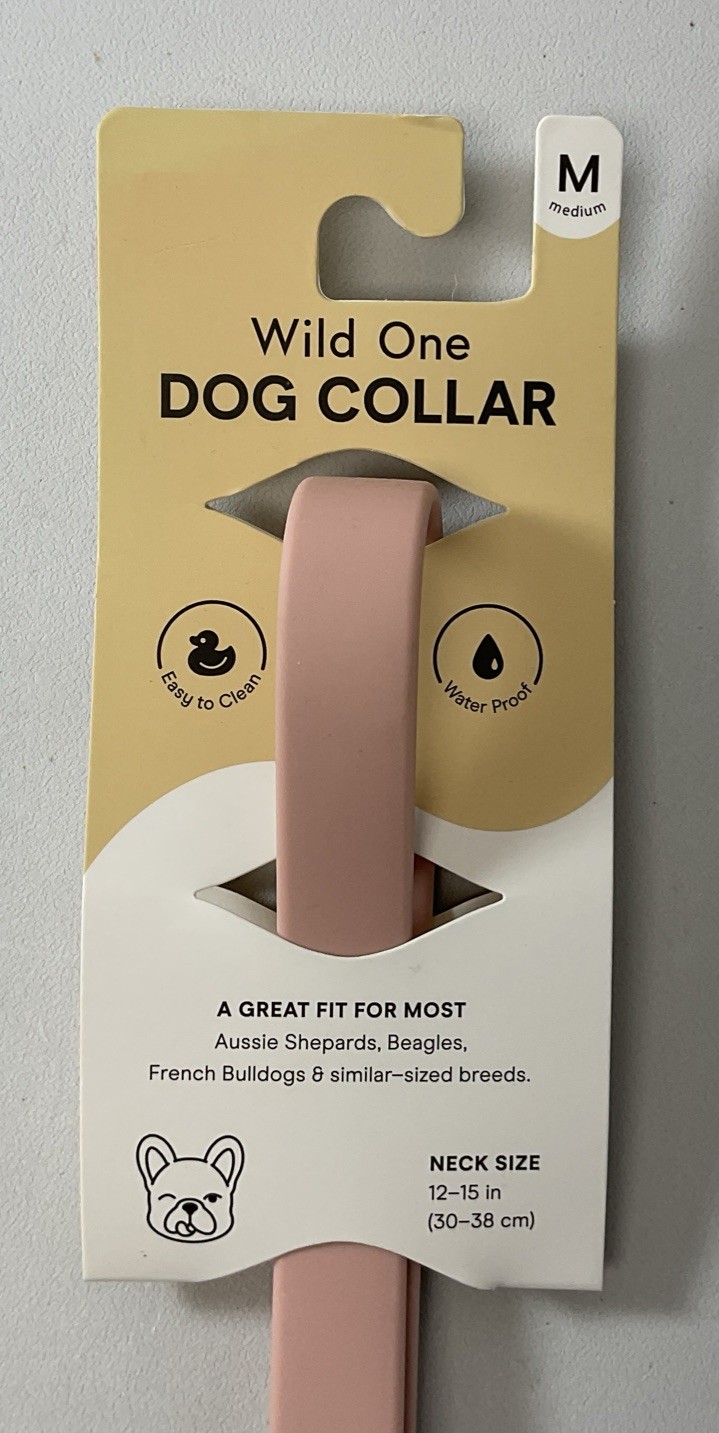 M
medium
Wild One
DOG COLLAR
Easy to Clean
Water Proof
A GREAT FIT FOR MOST
Aussie Shepards, Beagles,
French Bulldogs & similar–sized breeds.
NECK SIZE
12–15 in
(30–38 cm)